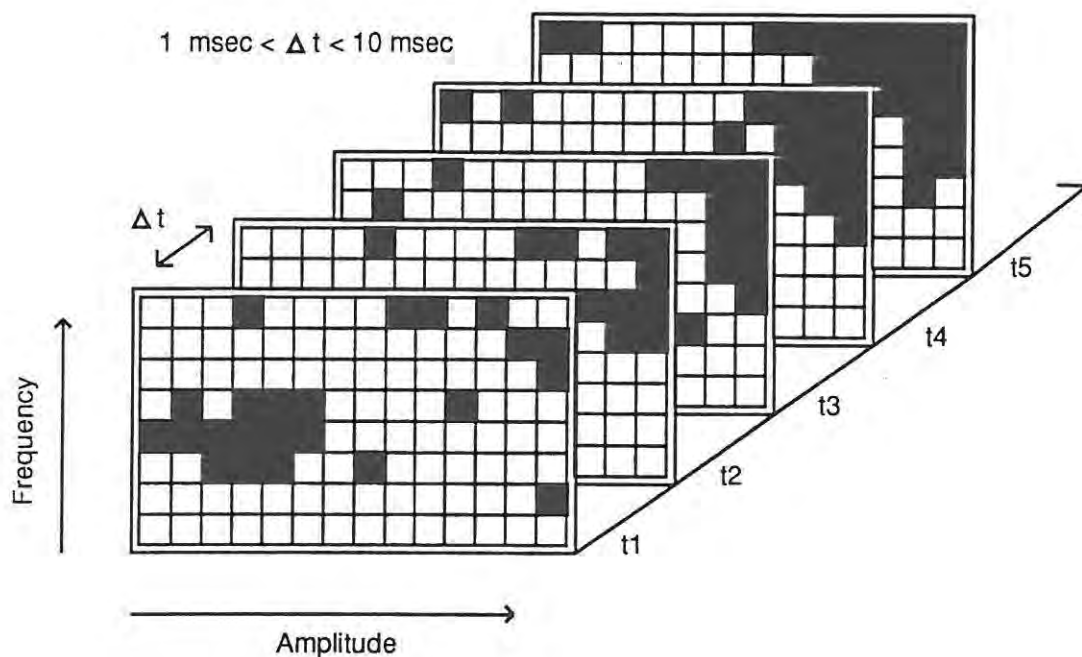 1 msec < Δ t < 10 msec
Δ t
Frequency
t1
t2
t3
t4
t5
Amplitude